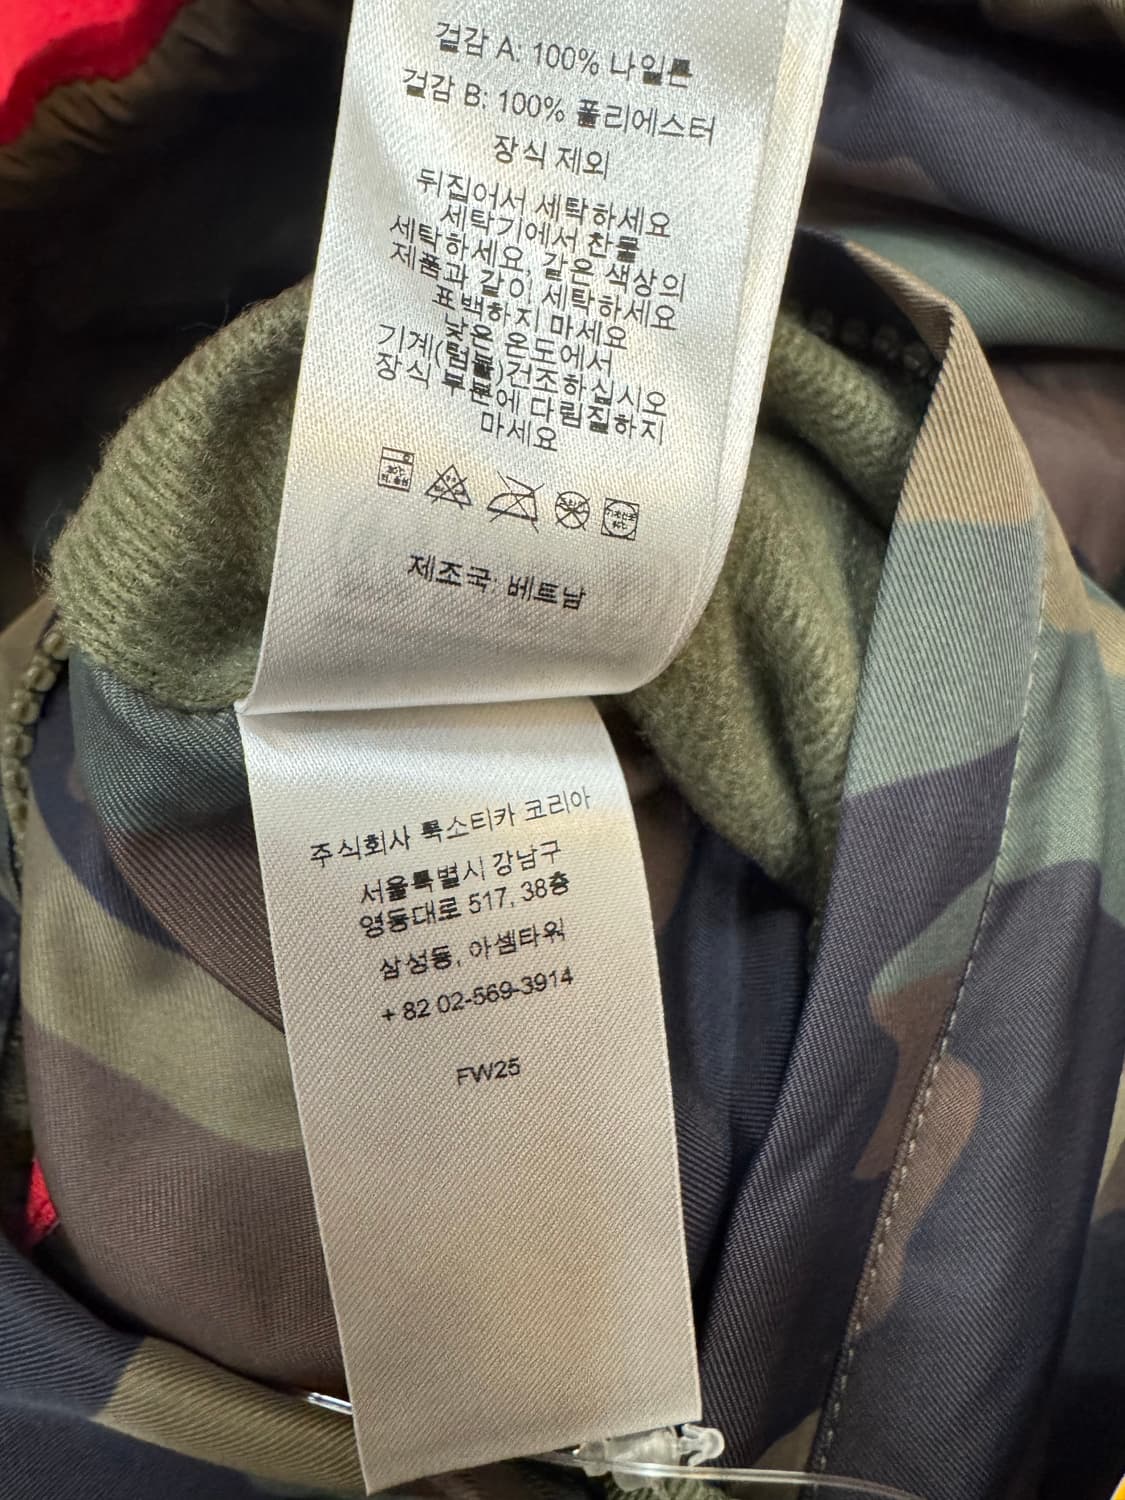 겉감 A: 100% 나일론
겉감 B: 100% 폴리에스터
장식 제외
뒤집어서 세탁하세요
세탁기에서 찬물
세탁하세요, 같은 색상의
제품과 같이 세탁하세요
표백하지 마세요
낮은 온도에서
기계(텀블)건조하십시오
장식 부분에 다림질하지
마세요
제조국: 베트남
주식회사 룩소티카 코리아
서울특별시 강남구
영동대로 517, 38층
삼성동, 아셈타워
+ 82 02-569-3914
FW25